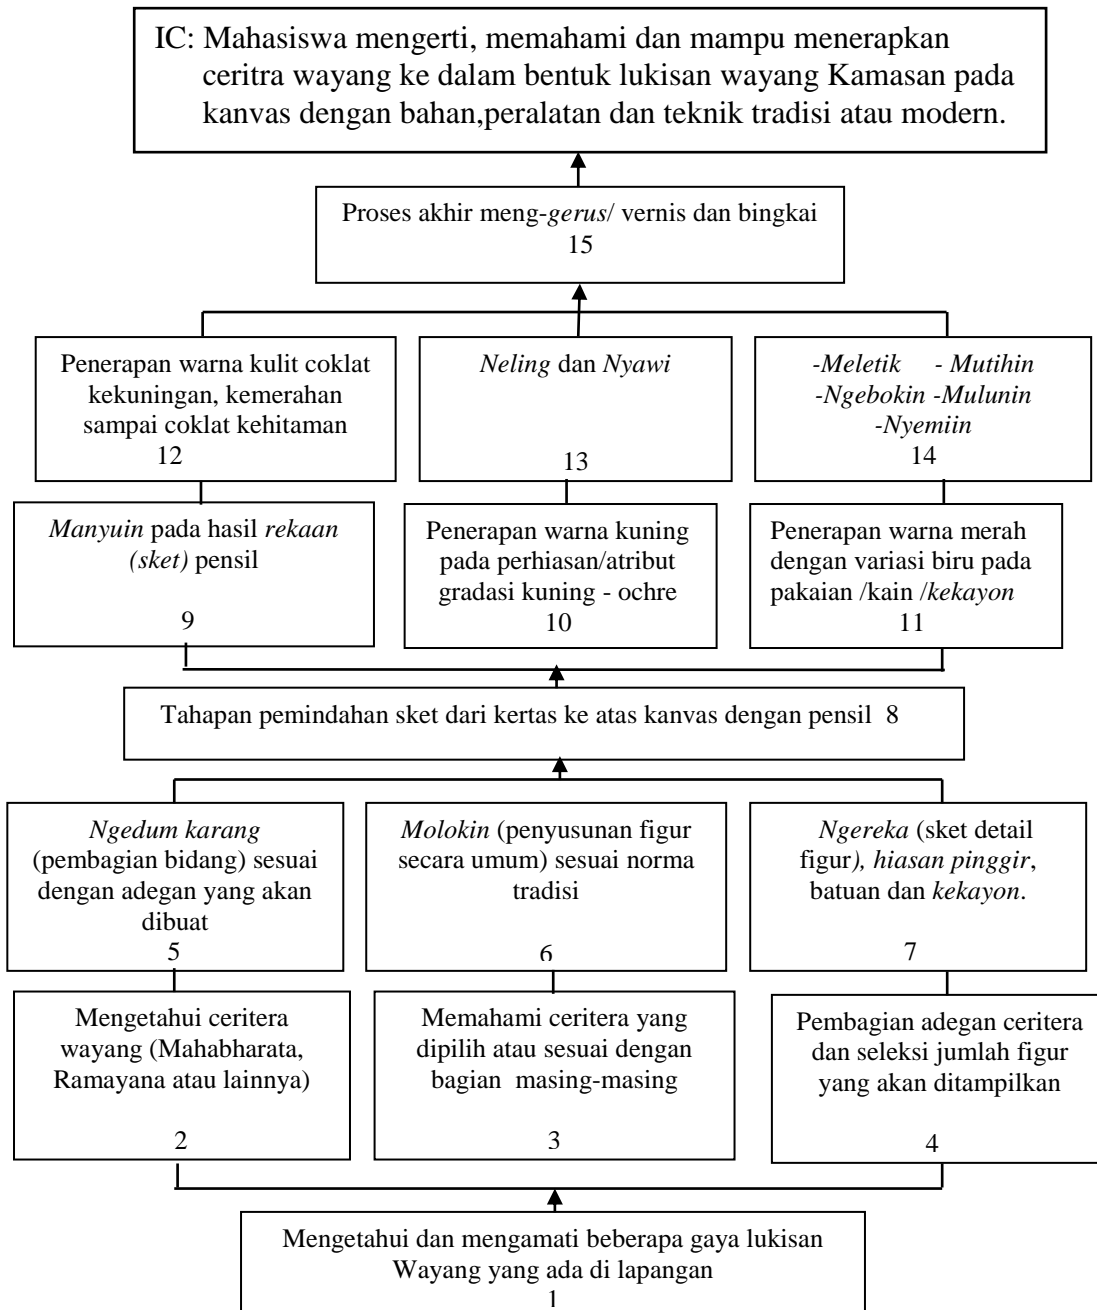 IC: Mahasiswa mengerti, memahami dan mampu menerapkan
ceritra wayang ke dalam bentuk lukisan wayang Kamasan pada
kanvas dengan bahan,peralatan dan teknik tradisi atau modern.
Proses akhir meng-gerus/ vernis dan bingkai
15
Penerapan warna kulit coklat
kekuningan, kemerahan
sampai coklat kehitaman
12
Neling dan Nyawi
13
-Meletik - Mutihin
-Ngebokin -Mulunin
-Nyemiin
14
Manyuin pada hasil rekaan
(sket) pensil
9
Penerapan warna kuning
pada perhiasan/atribut
gradasi kuning - ochre
10
Penerapan warna merah
dengan variasi biru pada
pakaian /kain /kekayon
11
Tahapan pemindahan sket dari kertas ke atas kanvas dengan pensil 8
Ngedum karang
(pembagian bidang) sesuai
dengan adegan yang akan
dibuat
5
Molokin (penyusunan figur
secara umum) sesuai norma
tradisi
6
Ngereka (sket detail
figur), hiasan pinggir,
batuan dan kekayon.
7
Mengetahui ceritera
wayang (Mahabharata,
Ramayana atau lainnya)
2
Memahami ceritera yang
dipilih atau sesuai dengan
bagian masing-masing
3
Pembagian adegan ceritera
dan seleksi jumlah figur
yang akan ditampilkan
4
Mengetahui dan mengamati beberapa gaya lukisan
Wayang yang ada di lapangan
1